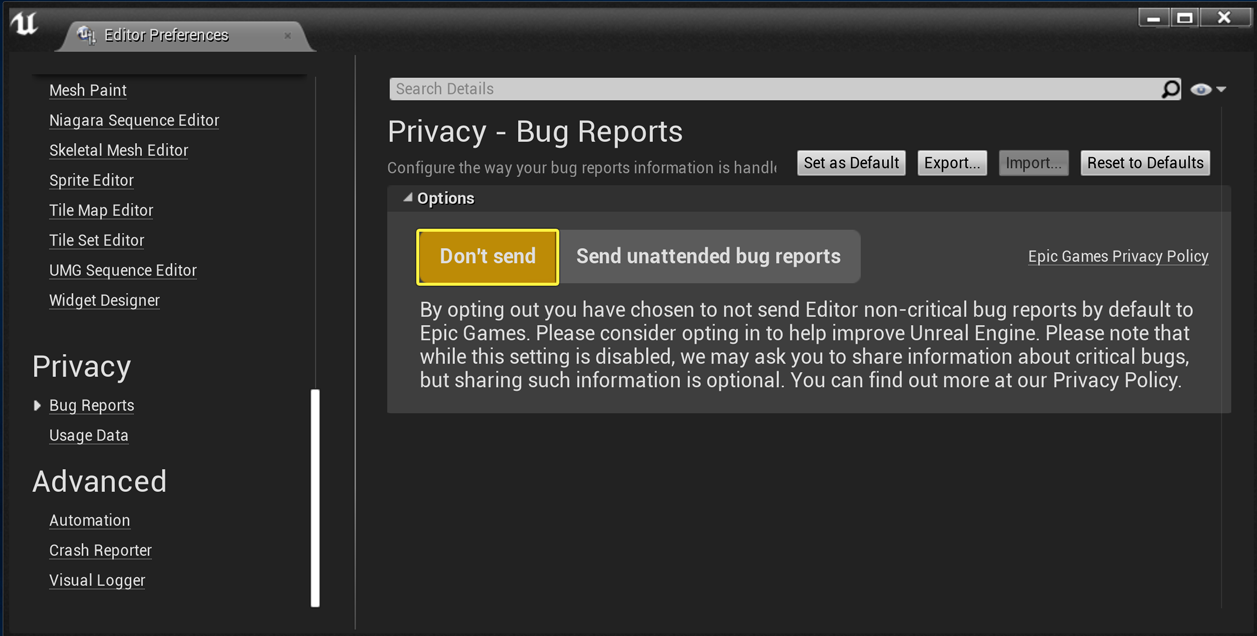 Editor Preferences
Mesh Paint
Niagara Sequence Editor
Skeletal Mesh Editor
Sprite Editor
Tile Map Editor
Tile Set Editor
UMG Sequence Editor
Widget Designer
Privacy
Bug Reports
Usage Data
Advanced
Automation
Crash Reporter
Visual Logger
Search Details
Privacy - Bug Reports
Configure the way your bug reports information is handle
Set as Default
Export...
Import...
Reset to Defaults
Options
Don't send
Send unattended bug reports
Epic Games Privacy Policy
By opting out you have chosen to not send Editor non-critical bug reports by default to
Epic Games. Please consider opting in to help improve Unreal Engine. Please note that
while this setting is disabled, we may ask you to share information about critical bugs,
but sharing such information is optional. You can find out more at our Privacy Policy.